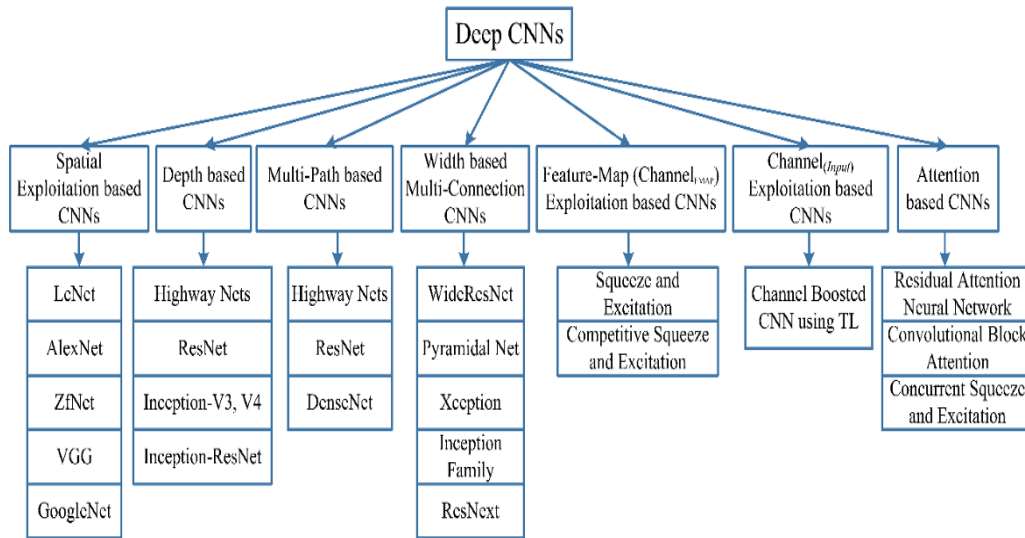 Deep CNNs
Spatial
Exploitation based
CNNs
Depth based
CNNs
Multi-Path based
CNNs
Width based
Multi-Connection
CNNs
Feature-Map (ChannelFMAP)
Exploitation based CNNs
Channel(Input)
Exploitation based
CNNs
Attention
based CNNs
LeNet
AlexNet
ZfNet
VGG
GoogleNet
Highway Nets
ResNet
Inception-V3, V4
Inception-ResNet
Highway Nets
ResNet
DenseNet
WideResNet
Pyramidal Net
Xception
Inception
Family
ResNext
Squeeze and
Excitation
Competitive Squeeze
and Excitation
Channel Boosted
CNN using TL
Residual Attention
Neural Network
Convolutional Block
Attention
Concurrent Squeeze
and Excitation